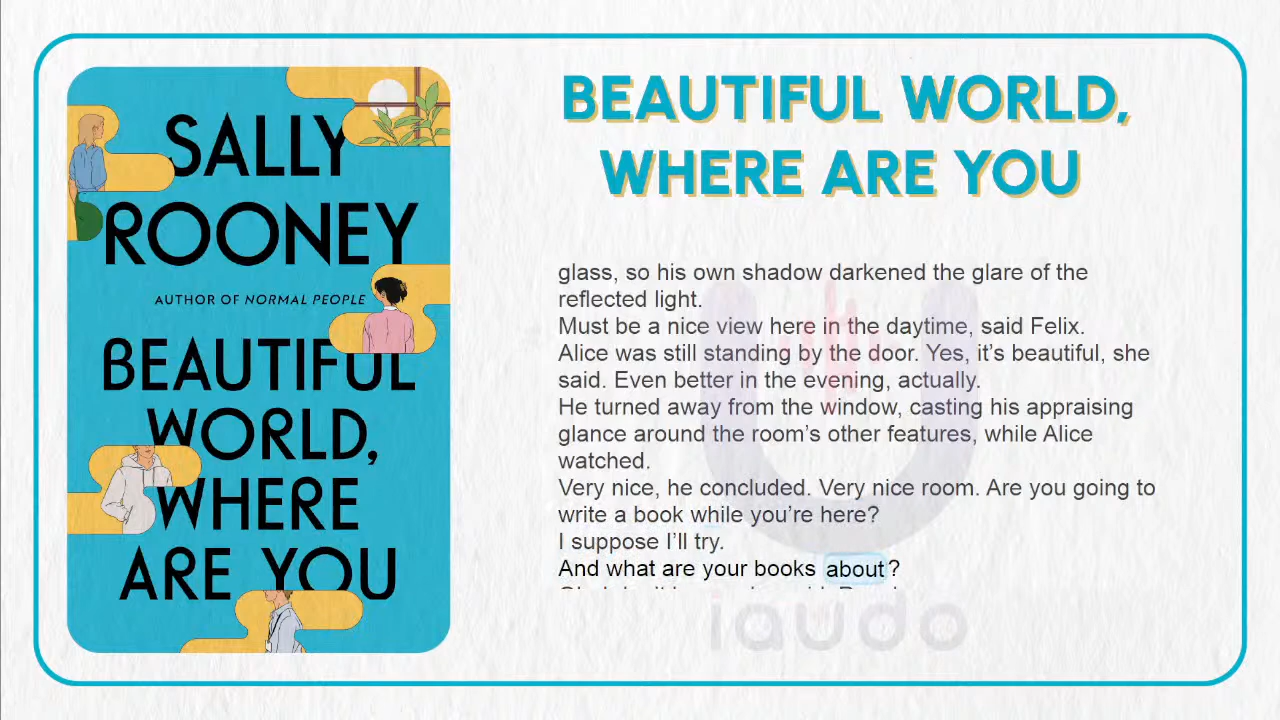 SALLY
ROONEY
AUTHOR OF NORMAL PEOPLE
BEAUTIFUL
WORLD,
WHERE
ARE YOU
BEAUTIFUL WORLD,
WHERE ARE YOU
glass, so his own shadow darkened the glare of the
reflected light.
Must be a nice view here in the daytime, said Felix.
Alice was still standing by the door. Yes, it’s beautiful, she
said. Even better in the evening, actually.
He turned away from the window, casting his appraising
glance around the room’s other features, while Alice
watched.
Very nice, he concluded. Very nice room. Are you going to
write a book while you’re here?
I suppose I’ll try.
And what are your books about?
iaudo